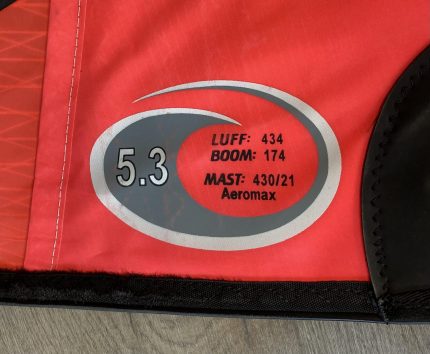 5.3
LUFF: 434
BOOM: 174
MAST: 430/21
Aeromax